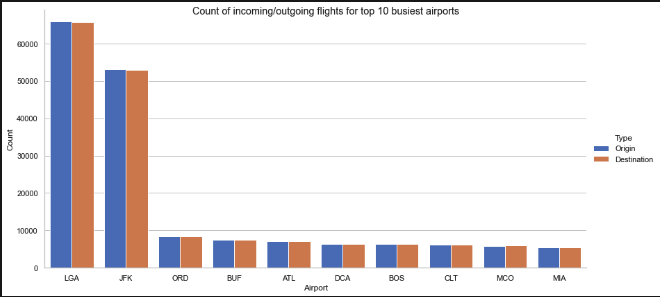 Count of incoming/outgoing flights for top 10 busiest airports
Count
60000
50000
40000
30000
20000
10000
0
LGA JFK ORD BUF ATL DCA BOS CLT MCO MIA
Airport
Type
Origin
Destination